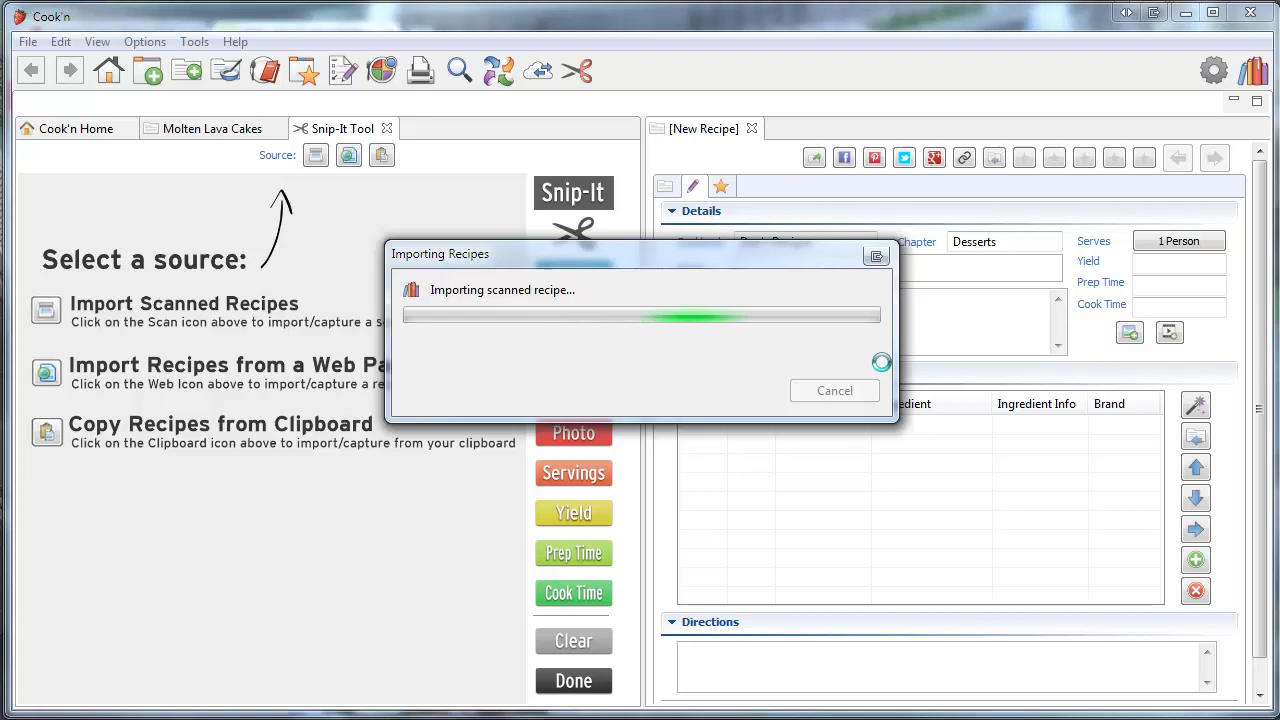 Cook'n
File Edit View Options Tools Help
Cook'n Home
Molten Lava Cakes
Snip-It Tool
[New Recipe]
Source:
Select a source:
Import Scanned Recipes
Click on the Scan icon above to import/capture a
Import Recipes from a Web Pa
Click on the Web Icon above to import/capture a re
Copy Recipes from Clipboard
Click on the Clipboard icon above to import/capture from your clipboard
Snip-It
Photo
Servings
Yield
Prep Time
Cook Time
Clear
Done
Importing Recipes
Importing scanned recipe...
Cancel
Details
Chapter
Desserts
Serves
1 Person
Yield
Prep Time
Cook Time
edient
Ingredient Info
Brand
Directions